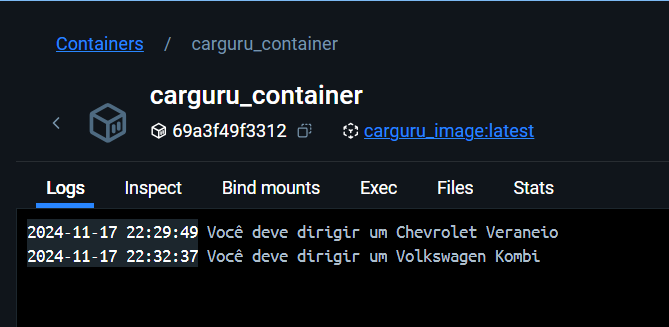 Containers / carguru_container
carguru_container
69a3f49f3312 carguru_image:latest
Logs Inspect Bind mounts Exec Files Stats
2024-11-17 22:29:49 Você deve dirigir um Chevrolet Veraneio
2024-11-17 22:32:37 Você deve dirigir um Volkswagen Kombi